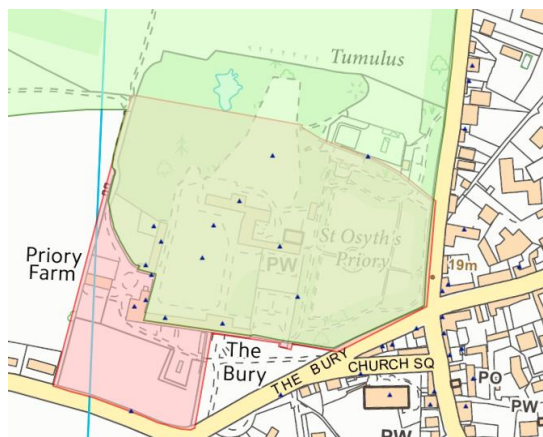 Tumulus
Priory
Farm
St Osyth's
PW
Priory
19m
The
Bury
THE BURY
CHURCH SQ
PO
PW
PW